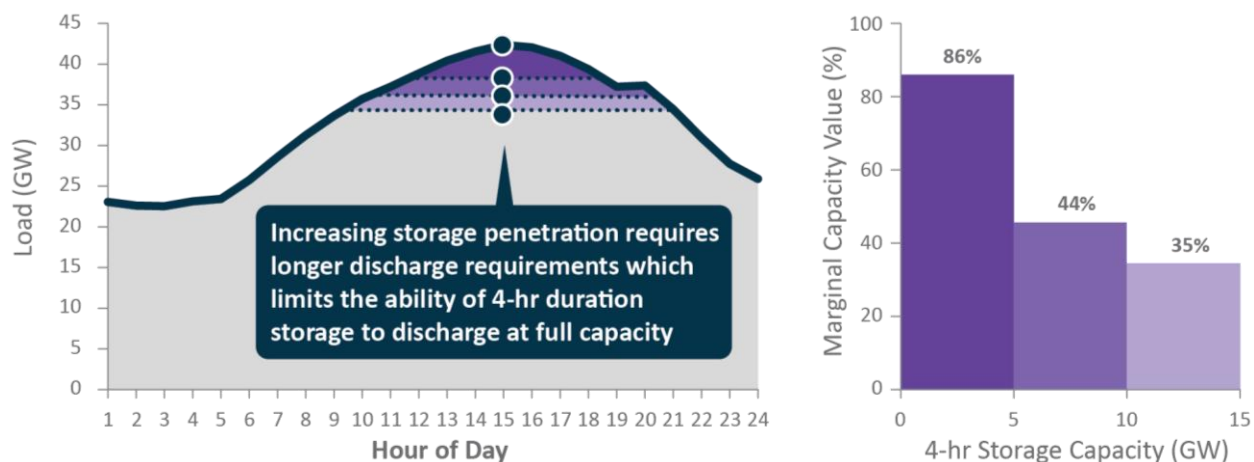 Load (GW)
45
40
35
30
25
20
15
10
5
0
1 2 3 4 5 6 7 8 9 10 11 12 13 14 15 16 17 18 19 20 21 22 23 24
Hour of Day
Increasing storage penetration requires
longer discharge requirements which
limits the ability of 4-hr duration
storage to discharge at full capacity
Marginal Capacity Value (%)
100
80
60
40
20
0
86%
44%
35%
0 5 10 15
4-hr Storage Capacity (GW)